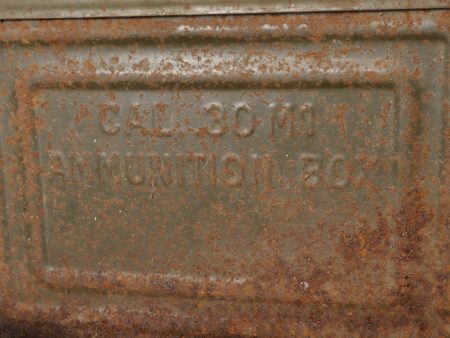 CAL .30 M1
AMMUNITION BOX